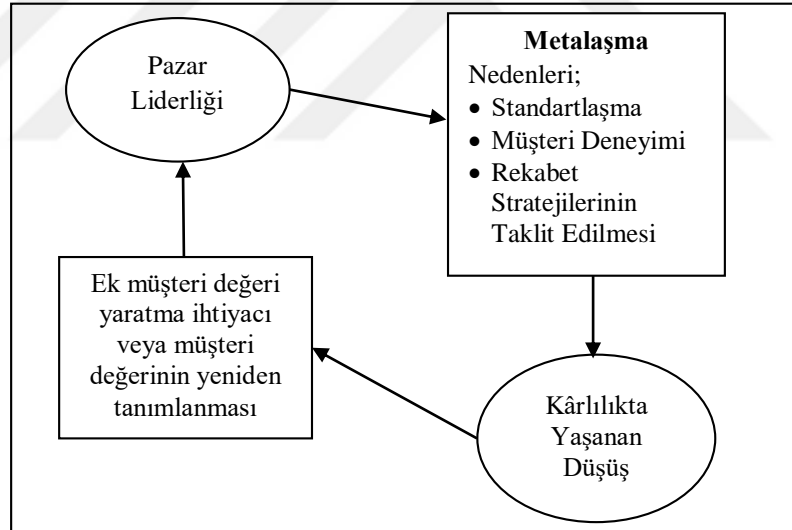 Pazar
Liderliği
Metalaşma
Nedenleri;
• Standartlaşma
• Müşteri Deneyimi
• Rekabet
Stratejilerinin
Taklit Edilmesi
Kârlılıkta
Yaşanan
Düşüş
Ek müşteri değeri
yaratma ihtiyacı
veya müşteri
değerinin yeniden
tanımlanması